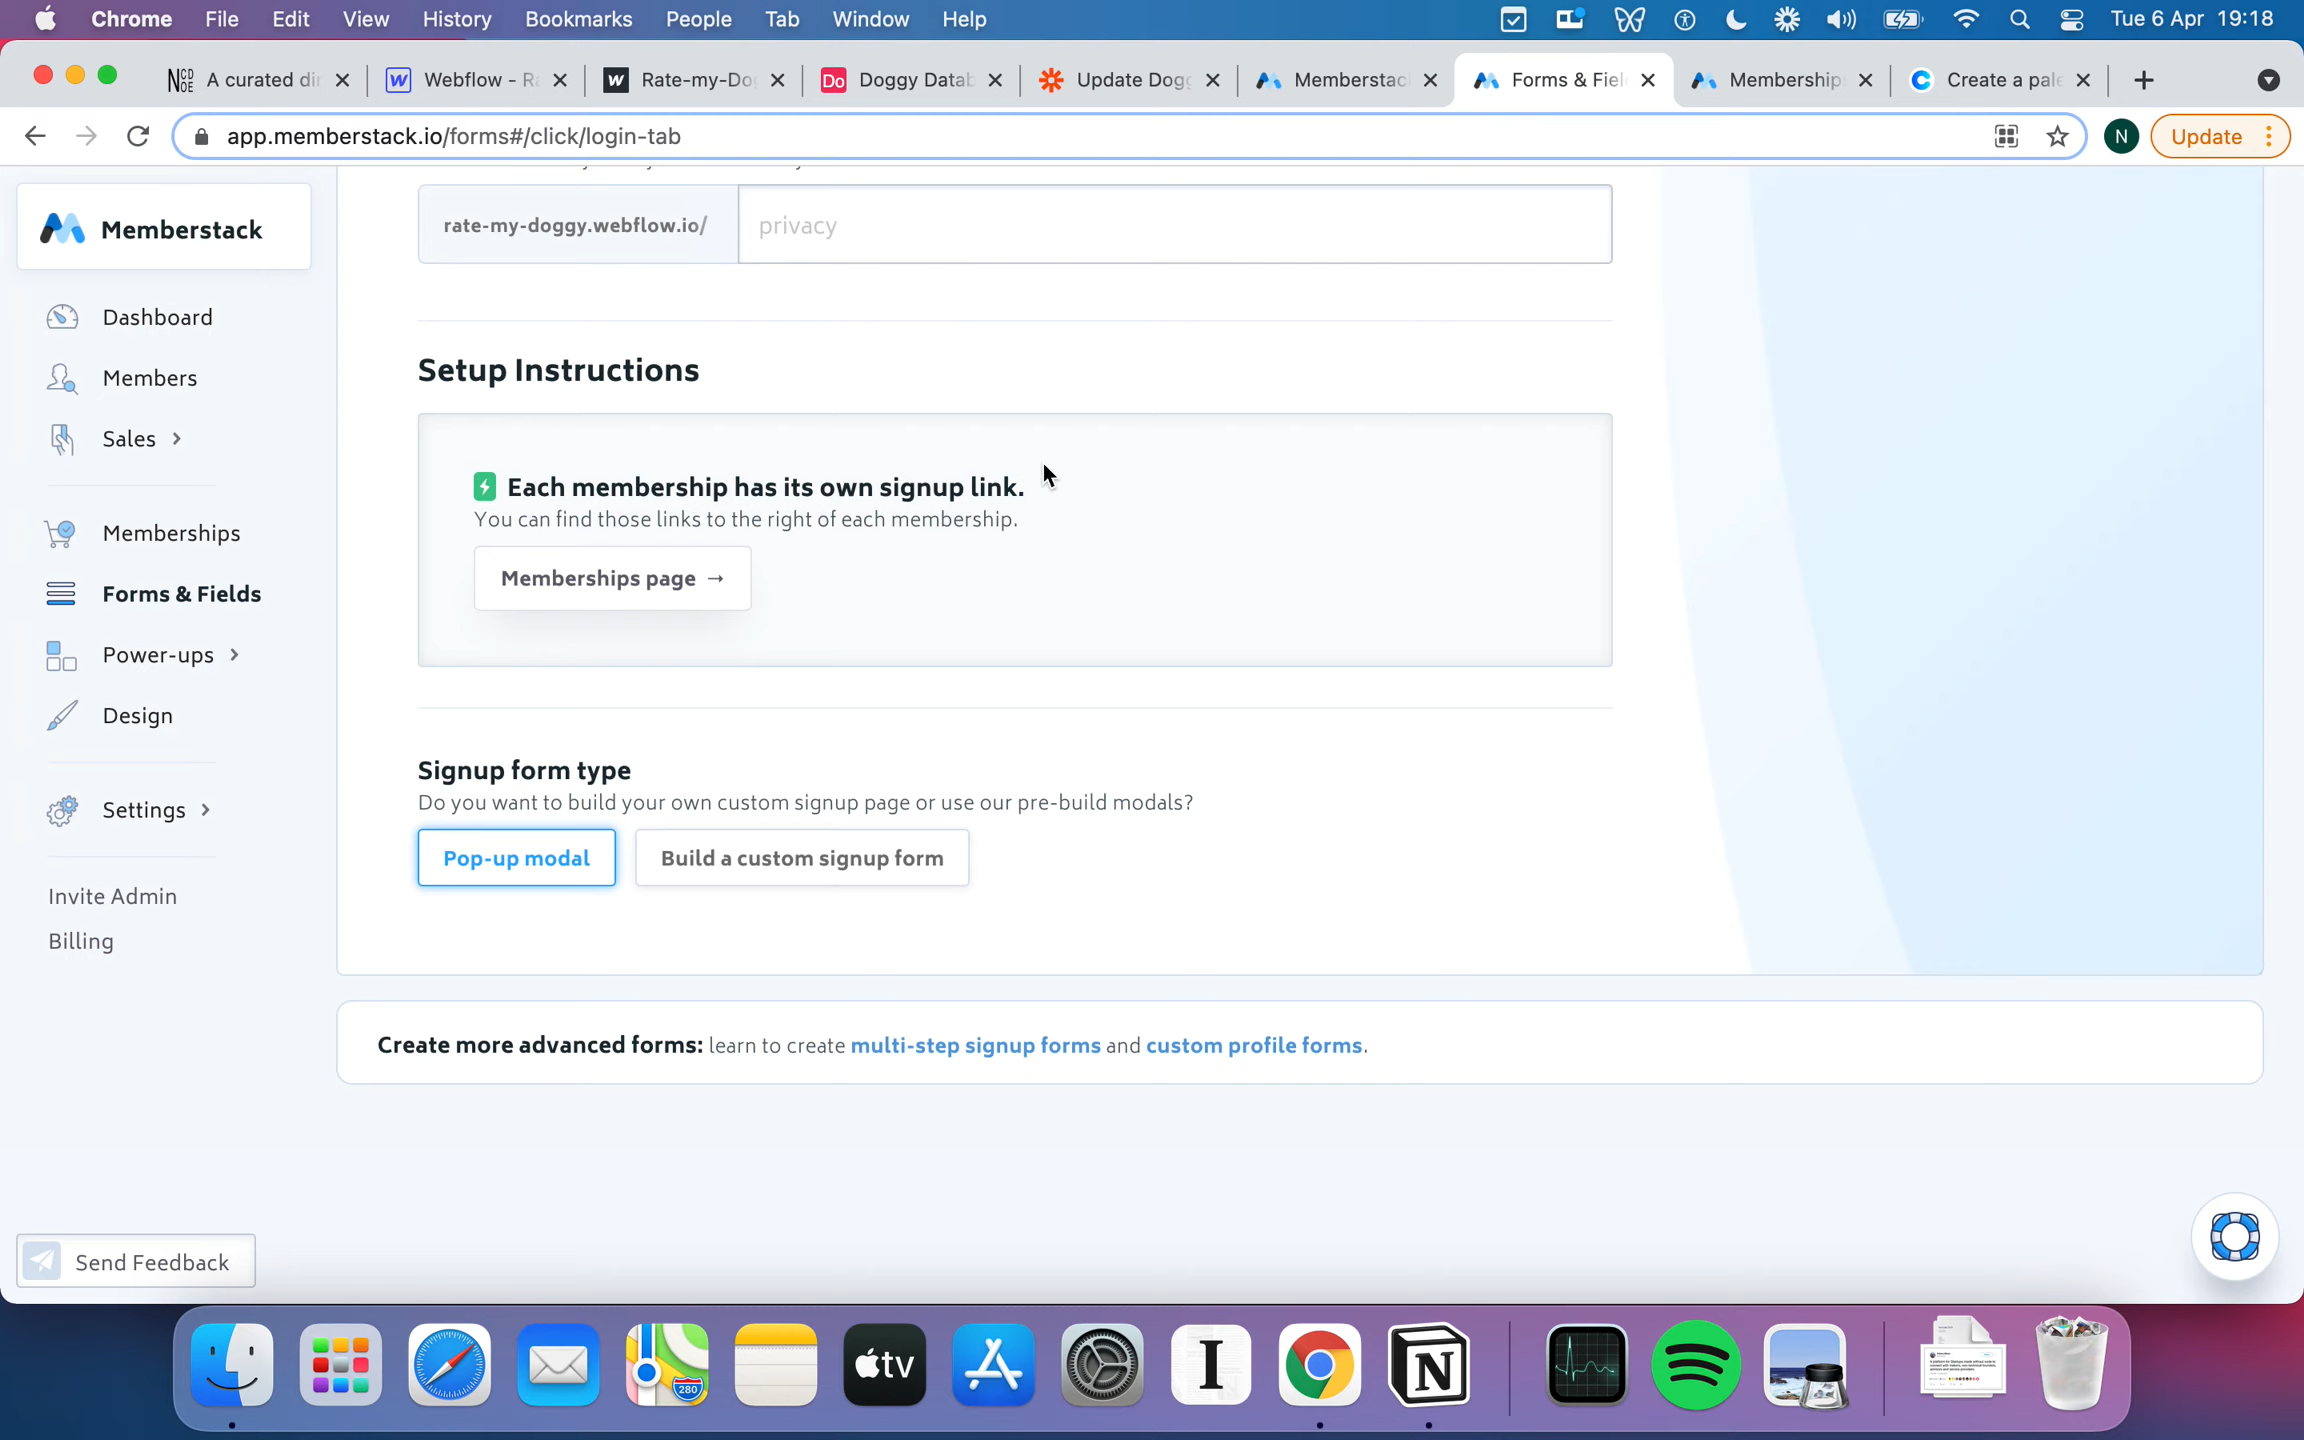 Chrome File Edit View History Bookmarks People Tab Window Help Tue 6 Apr 19:18
A curated di
Webflow - R
Rate-my-Do
Doggy Datab
Update Dogg
Memberstac
Forms & Fiel
Membership
Create a pale
app.memberstack.io/forms#/click/login-tab
N
Update
Memberstack
Dashboard
Members
Sales
Memberships
Forms & Fields
Power-ups
Design
Settings
Invite Admin
Billing
Send Feedback
rate-my-doggy.webflow.io/
privacy
Setup Instructions
Each membership has its own signup link.
You can find those links to the right of each membership.
Memberships page →
Signup form type
Do you want to build your own custom signup page or use our pre-build modals?
Pop-up modal
Build a custom signup form
Create more advanced forms: learn to create multi-step signup forms and custom profile forms.
280
tv